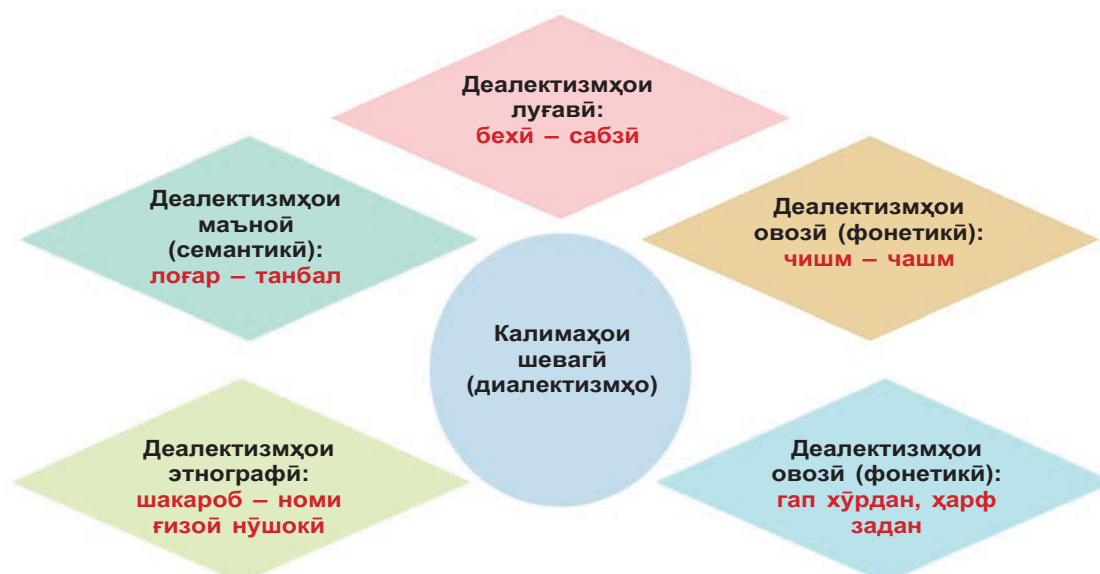 Деалектизмҳои
луғавӣ:
бехӣ – сабзӣ
Деалектизмҳои
маъноӣ
(семантикӣ):
лоғар – танбал
Деалектизмҳои
овозӣ (фонетикӣ):
чишм – чашм
Калимаҳои
шевагӣ
(диалектизмҳо)
Деалектизмҳои
этнографӣ:
шакароб – номи
ғизоӣ нӯшокӣ
Деалектизмҳои
овозӣ (фонетикӣ):
гап хӯрдан, ҳарф
задан